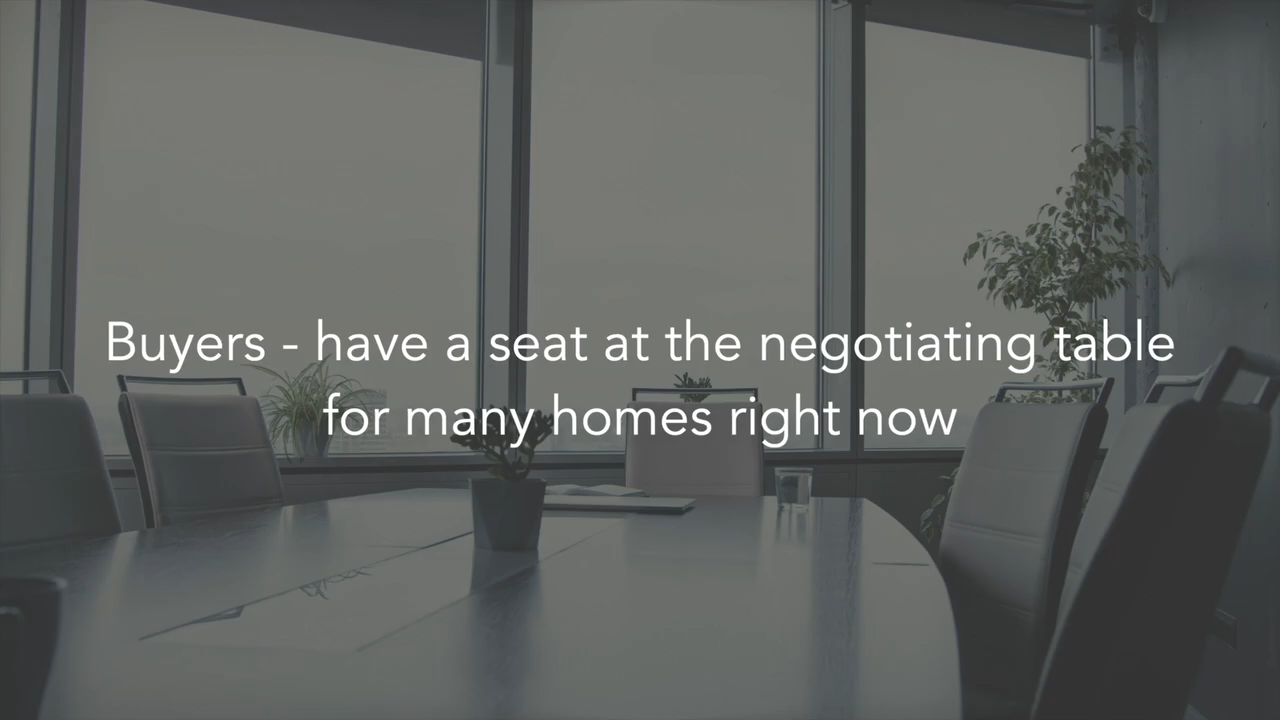 Buyers - have a seat at the negotiating table
for many homes right now